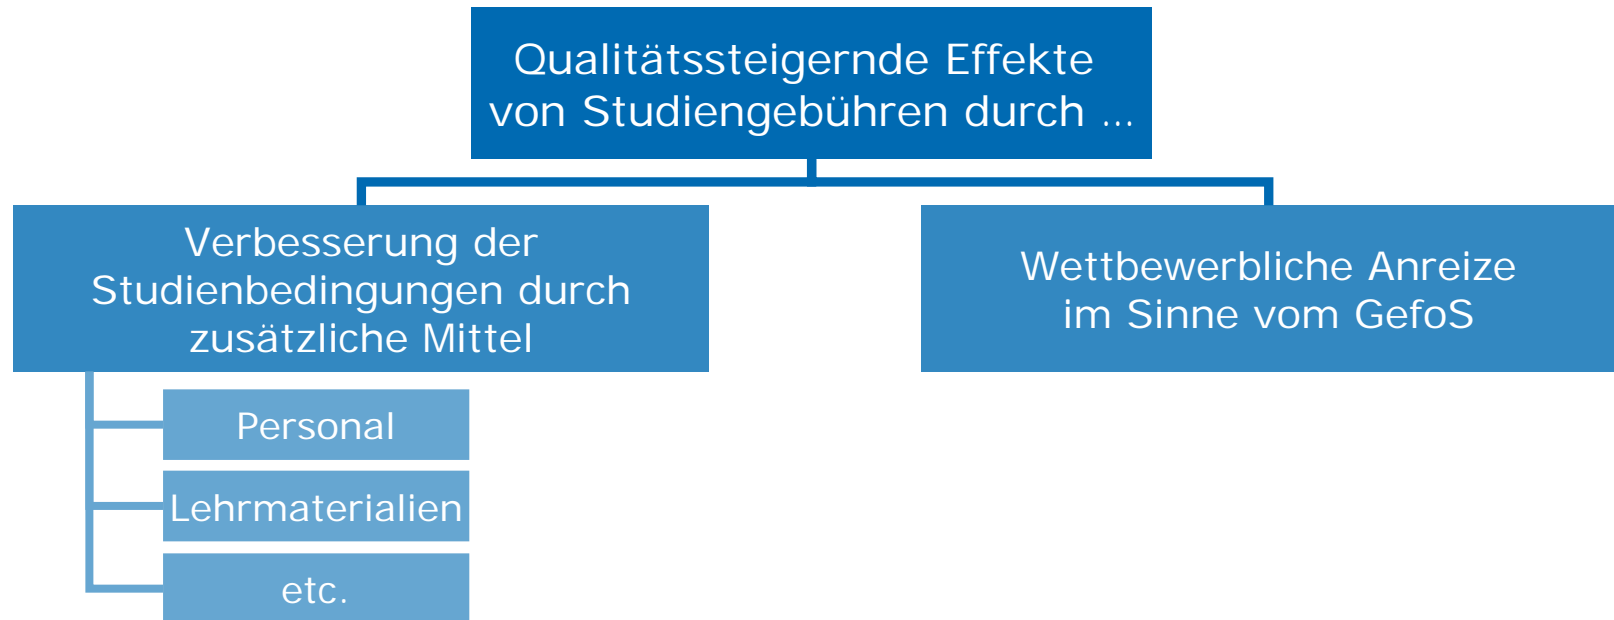 Qualitätssteigernde Effekte
von Studiengebühren durch ...
Verbesserung der
Studienbedingungen durch
zusätzliche Mittel
Wettbewerbliche Anreize
im Sinne vom GefoS
Personal
Lehrmaterialien
etc.